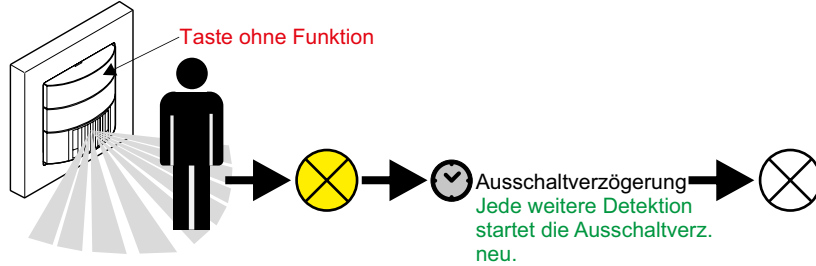 Taste ohne Funktion
Ausschaltverzögerung
Jede weitere Detektion
startet die Ausschaltverz.
neu.